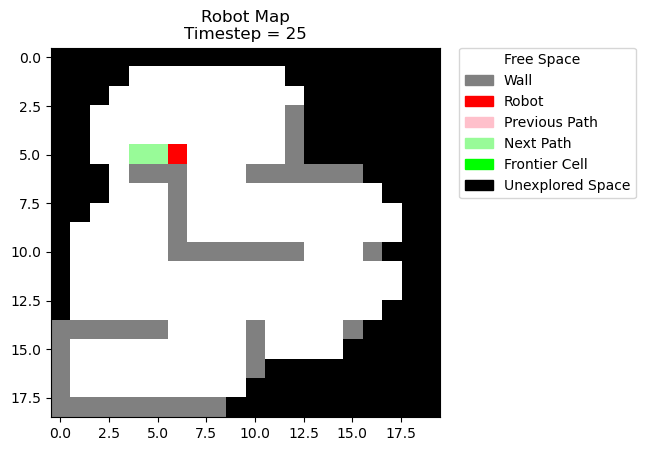 Robot Map
Timestep = 25
0.0
2.5
5.0
7.5
10.0
12.5
15.0
17.5
0.0 2.5 5.0 7.5 10.0 12.5 15.0 17.5
Free Space
Wall
Robot
Previous Path
Next Path
Frontier Cell
Unexplored Space